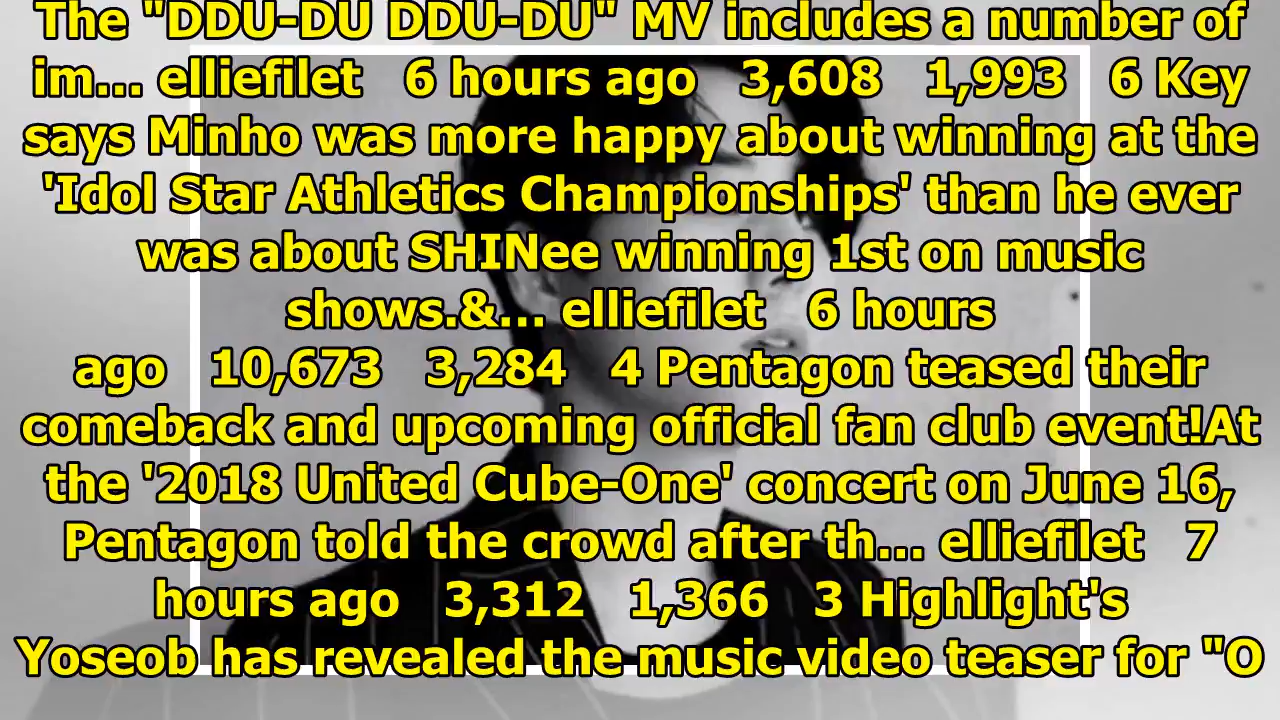 The "DDU-DU DDU-DU" MV includes a number of
im... elliefilet 6 hours ago 3,608 1,993 6 Key
says Minho was more happy about winning at the
'Idol Star Athletics Championships' than he ever
was about SHINee winning 1st on music
shows.&... elliefilet 6 hours
ago 10,673 3,284 4 Pentagon teased their
comeback and upcoming official fan club event!At
the '2018 United Cube-One' concert on June 16,
Pentagon told the crowd after th... elliefilet 7
hours ago 3,312 1,366 3 Highlight's
Yoseob has revealed the music video teaser for "O